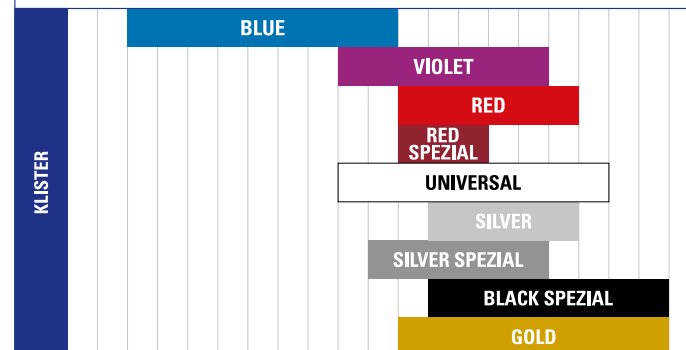 BLUE
VIOLET
RED
RED
SPEZIAL
KLISTER
UNIVERSAL
SILVER
SILVER SPEZIAL
BLACK SPEZIAL
GOLD